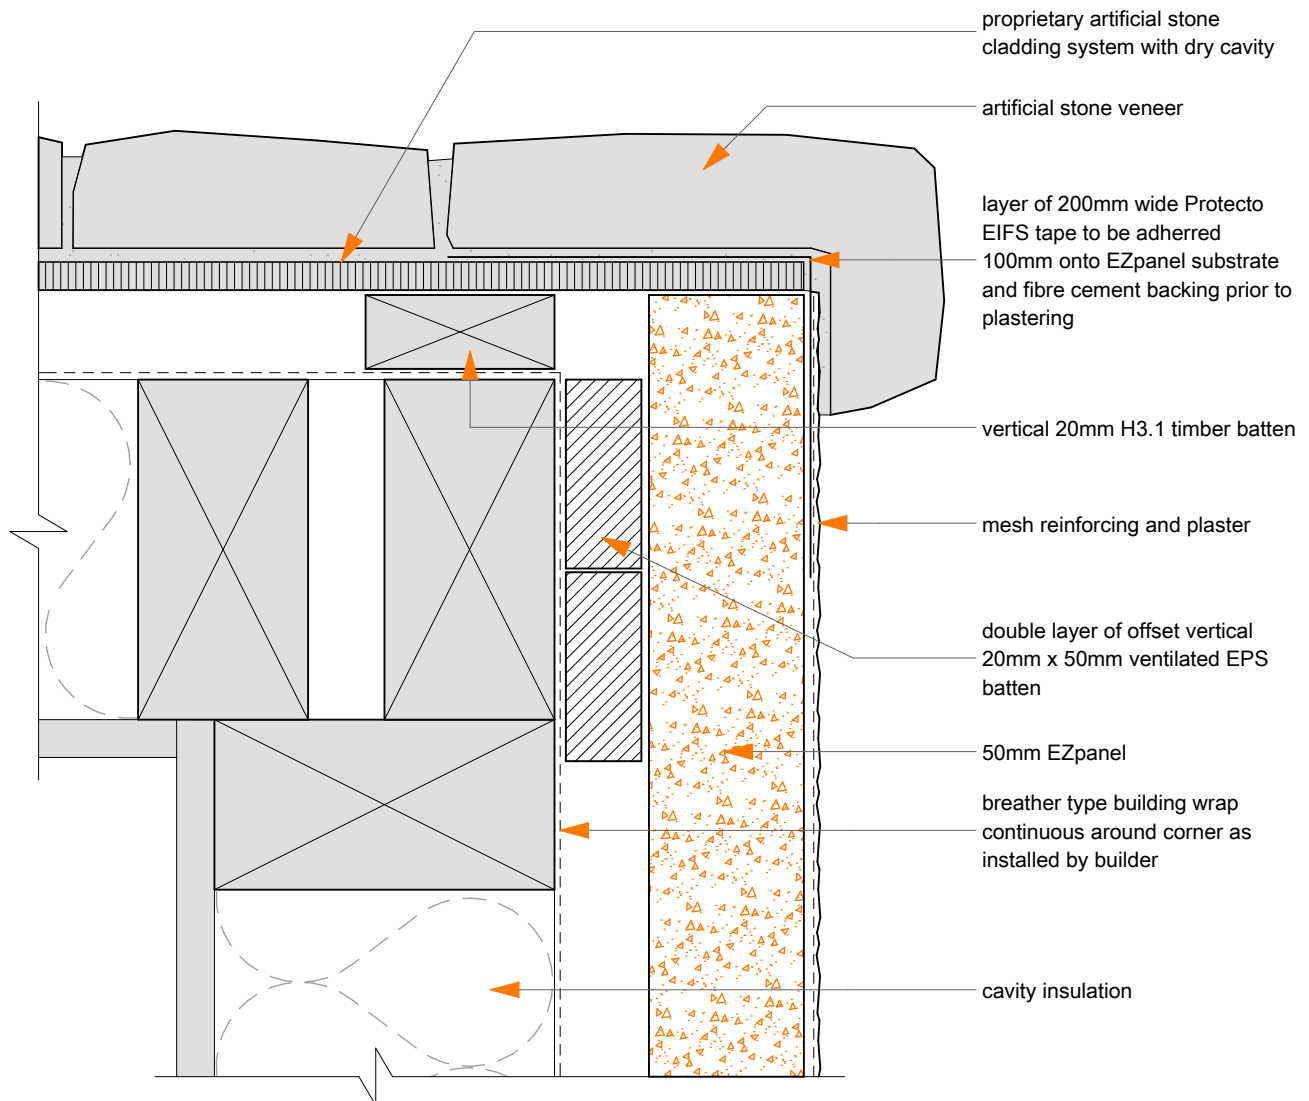 proprietary artificial stone
cladding system with dry cavity
artificial stone veneer
layer of 200mm wide Protecto
EIFS tape to be adherred
100mm onto EZpanel substrate
and fibre cement backing prior to
plastering
vertical 20mm H3.1 timber batten
mesh reinforcing and plaster
double layer of offset vertical
20mm x 50mm ventilated EPS
batten
50mm EZpanel
breather type building wrap
continuous around corner as
installed by builder
cavity insulation